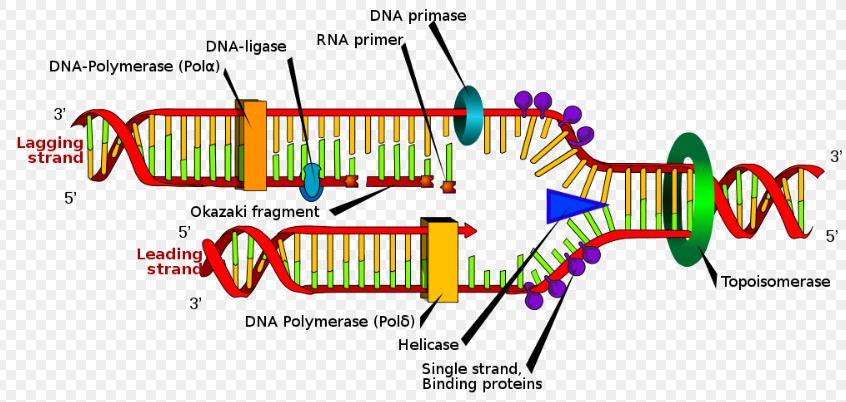 DNA primase
RNA primer
DNA-ligase
DNA-Polymerase (Polα)
3’
Lagging
strand
5’
Okazaki fragment
5’
Leading
strand
3’
DNA Polymerase (Polδ)
Helicase
Single strand,
Binding proteins
Topoisomerase
3’
5’